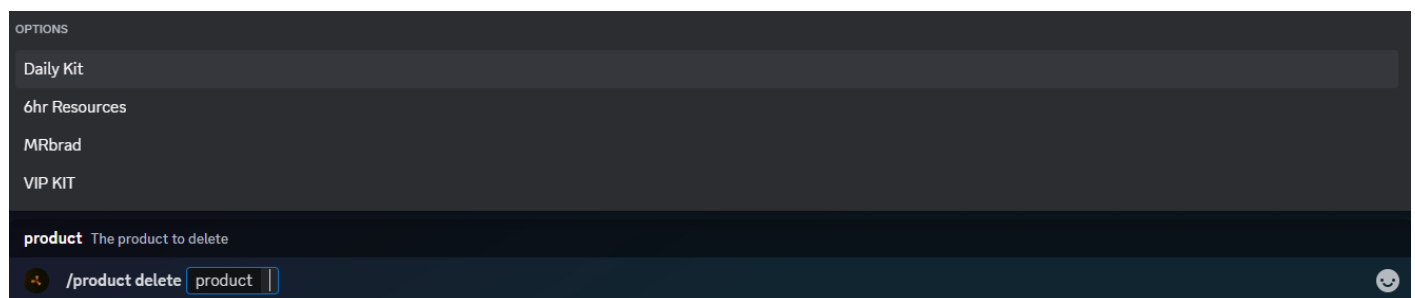 OPTIONS
Daily Kit
6hr Resources
MRbrad
VIP KIT
product The product to delete
/product delete product